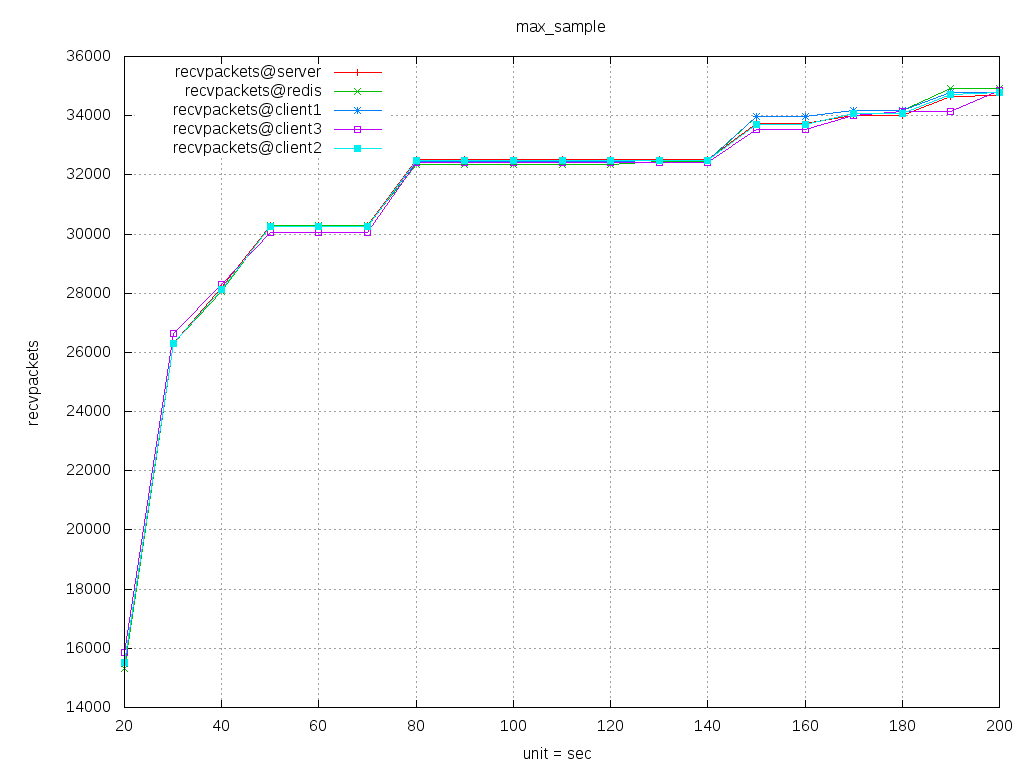 max_sample
36000
34000
32000
30000
28000
26000
24000
22000
20000
18000
16000
14000
recvpackets
recvpackets@server
recvpackets@redis
recvpackets@client1
recvpackets@client3
recvpackets@client2
20 40 60 80 100 120 140 160 180 200
unit = sec